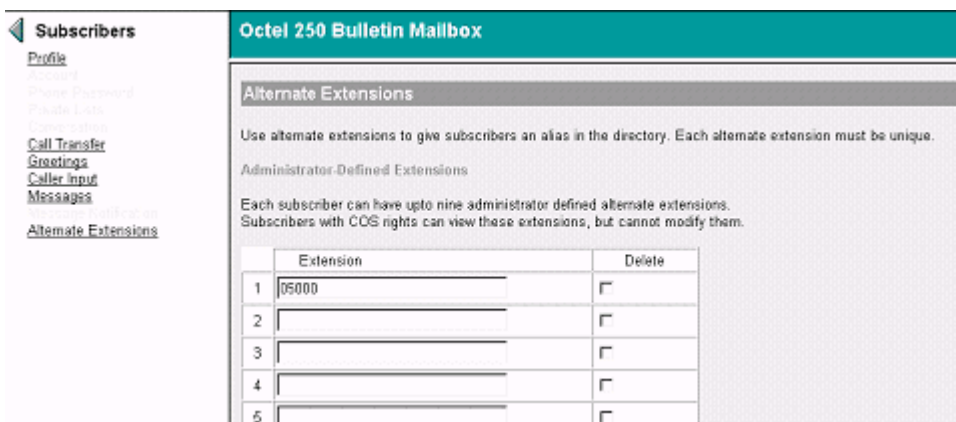 Subscribers
Profile
Account
Phone Password
Private Lists
Conversation
Call Transfer
Greetings
Caller Input
Messages
Message Notification
Alternate Extensions
Octel 250 Bulletin Mailbox
Alternate Extensions
Use alternate extensions to give subscribers an alias in the directory. Each alternate extension must be unique.
Administrator-Defined Extensions
Each subscriber can have upto nine administrator defined alternate extensions.
Subscribers with COS rights can view these extensions, but cannot modify them.
Extension Delete
1 05000
2
3
4
5